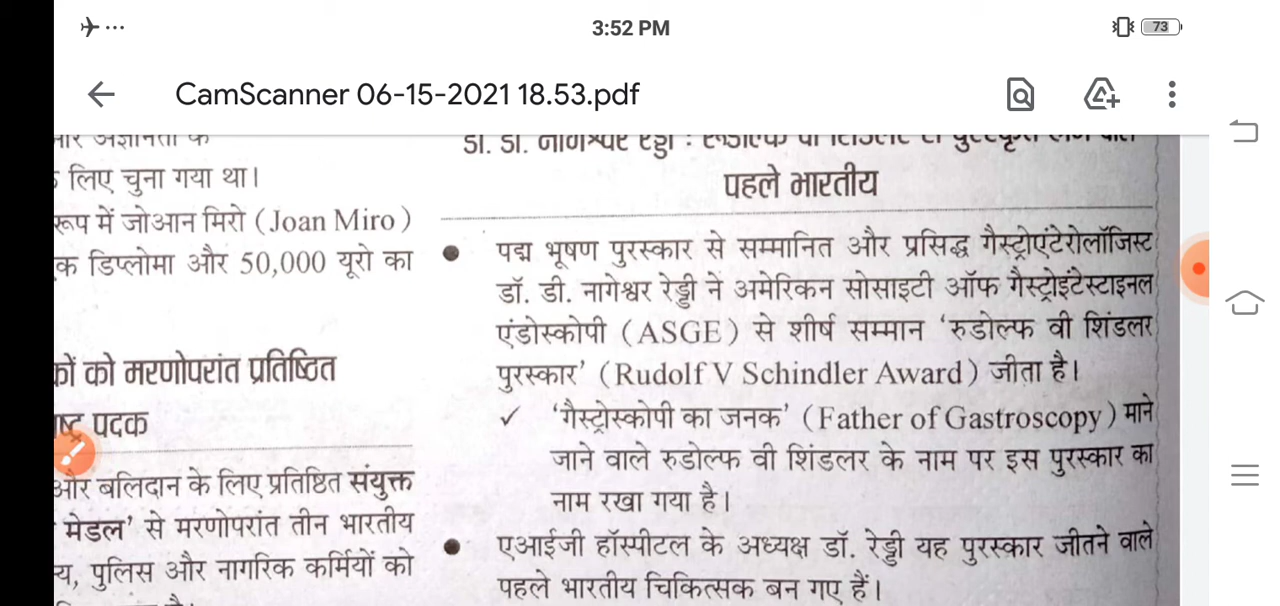 3:52 PM
73
CamScanner 06-15-2021 18.53.pdf
लिए चुना गया था।
रूप में जोआन मिरो (Joan Miro)
क डिप्लोमा और 50,000 यूरो का
कों को मरणोपरांत प्रतिष्ठित
पदक
और बलिदान के लिए प्रतिष्ठित संयुक्त
मेडल' से मरणोपरांत तीन भारतीय
य, पुलिस और नागरिक कर्मियों को
डॉ. डी. नागेश्वर रेड्डी : रूडोल्फ वी शिंडलर से पुरस्कृत होने वाले
पहले भारतीय
● पद्म भूषण पुरस्कार से सम्मानित और प्रसिद्ध गैस्ट्रोएंटेरोलॉजिस्ट
डॉ. डी. नागेश्वर रेड्डी ने अमेरिकन सोसाइटी ऑफ गैस्ट्रोइंटेस्टाइनल
एंडोस्कोपी (ASGE) से शीर्ष सम्मान ‘रुडोल्फ वी शिंडलर
पुरस्कार’ (Rudolf V Schindler Award) जीता है।
✓ ‘गैस्ट्रोस्कोपी का जनक’ (Father of Gastroscopy) माने
जाने वाले रुडोल्फ वी शिंडलर के नाम पर इस पुरस्कार का
नाम रखा गया है।
● एआईजी हॉस्पीटल के अध्यक्ष डॉ. रेड्डी यह पुरस्कार जीतने वाले
पहले भारतीय चिकित्सक बन गए हैं।